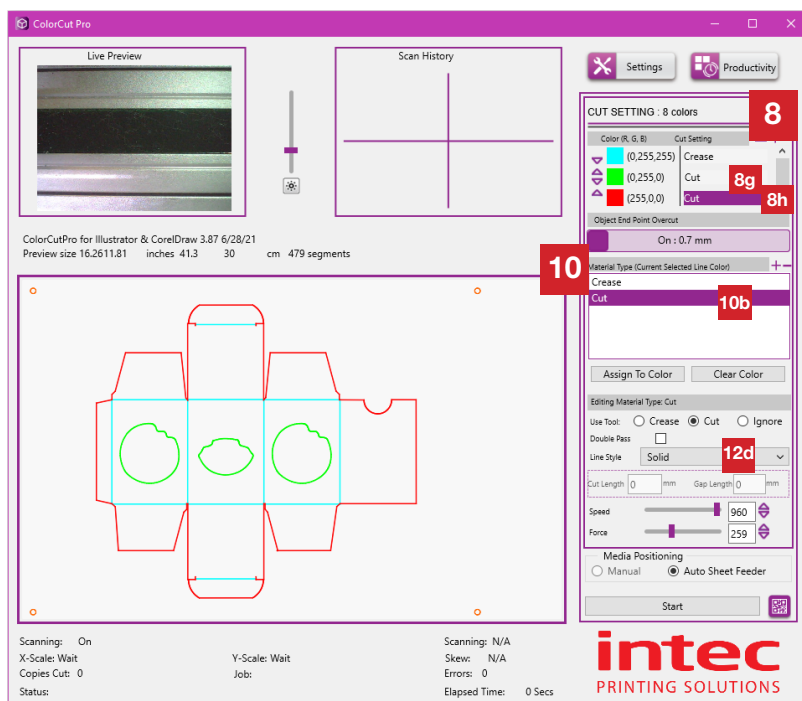 ColorCut Pro
Live Preview
Scan History
Settings
Productivity
CUT SETTING : 8 colors
8
Color (R, G, B) Cut Setting
(0,255,255) Crease
(0,255,0) Cut
8g
(255,0,0) Cut
8h
Object End Point Overcut
On : 0.7 mm
ColorCutPro for Illustrator & CorelDraw 3.87 6/28/21
Preview size 16.2611.81 inches 41.3 30 cm 479 segments
10
Material Type (Current Selected Line Color)
Crease
Cut
10b
Assign To Color Clear Color
Editing Material Type: Cut
Use Tool: Crease Cut Ignore
Double Pass
Line Style Solid
12d
Cut Length 0 mm Gap Length 0 mm
Speed 960
Force 259
Media Positioning
Manual Auto Sheet Feeder
Start
Scanning: On
X-Scale: Wait Y-Scale: Wait
Copies Cut: 0 Job:
Status:
Scanning: N/A
Skew: N/A
Errors: 0
Elapsed Time: 0 Secs
intec
PRINTING SOLUTIONS